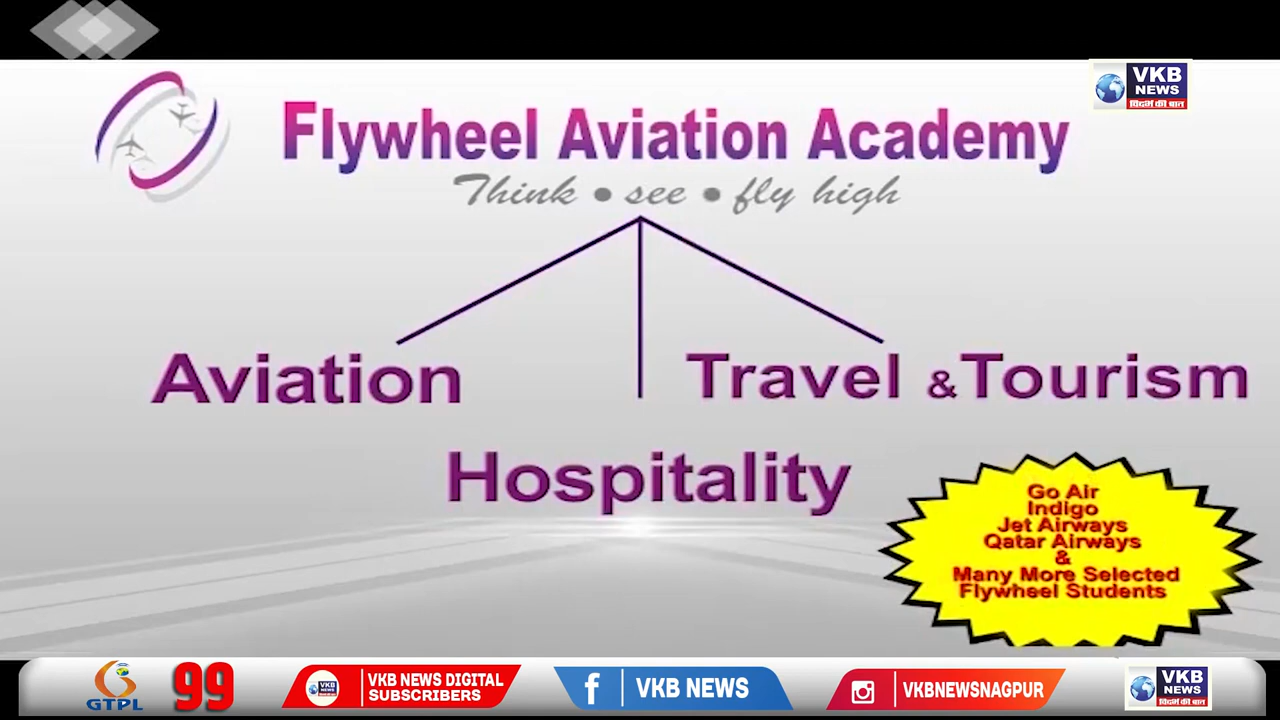 VKB
NEWS
विदर्भ की बात
Flywheel Aviation Academy
Think • see • fly high
Aviation
Travel & Tourism
Hospitality
Go Air
Indigo
Jet Airways
Qatar Airways
&
Many More Selected
Flywheel Students
GTPL
99
VKB
NEWS
VKB NEWS DIGITAL
SUBSCRIBERS
f
VKB NEWS
VKBNEWSNAGPUR
VKB
NEWS
विदर्भ की बात